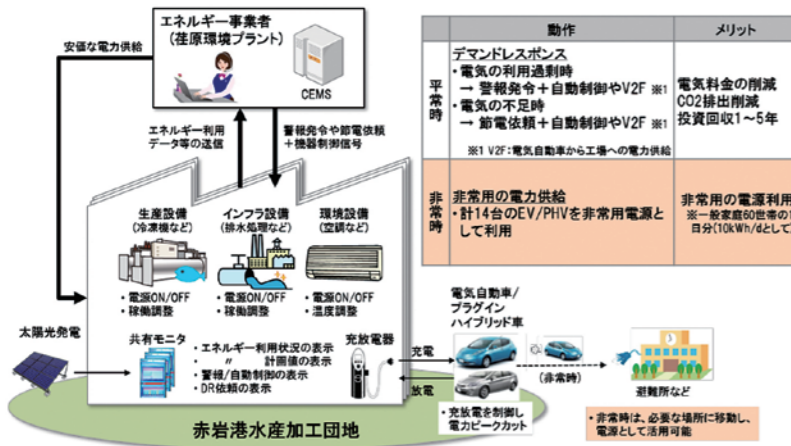 エネルギー事業者
(荏原環境プラント)
CEMS
安価な電力供給
エネルギー利用
データ等の送信
警報発令や節電依頼
＋機器制御信号
動作
メリット
平常時
デマンドレスポンス
・電気の利用過剰時
→ 警報発令＋自動制御やV2F ※1
・電気の不足時
→ 節電依頼＋自動制御やV2F ※1
※1 V2F：電気自動車から工場への電力供給
電気料金の削減
CO2排出削減
投資回収1～5年
非常時
非常用の電力供給
・計14台のEV/PHVを非常用電源と
して利用
非常用の電源利用
※一般家庭60世帯の1
日分(10kWh/dとして)
生産設備
(冷凍機など)
・電源ON/OFF
・稼働調整
インフラ設備
(排水処理など)
・電源ON/OFF
・稼働調整
環境設備
(空調など)
・電源ON/OFF
・温度調整
太陽光発電
共有モニタ
・エネルギー利用状況の表示
・　〃　計画値の表示
・警報/自動制御の表示
・DR依頼の表示
充放電器
充電
放電
電気自動車/
プラグイン
ハイブリッド車
・充放電を制御し
電力ピークカット
(非常時)
避難所など
・非常時は、必要な場所に移動し、
電源として活用可能
赤岩港水産加工団地